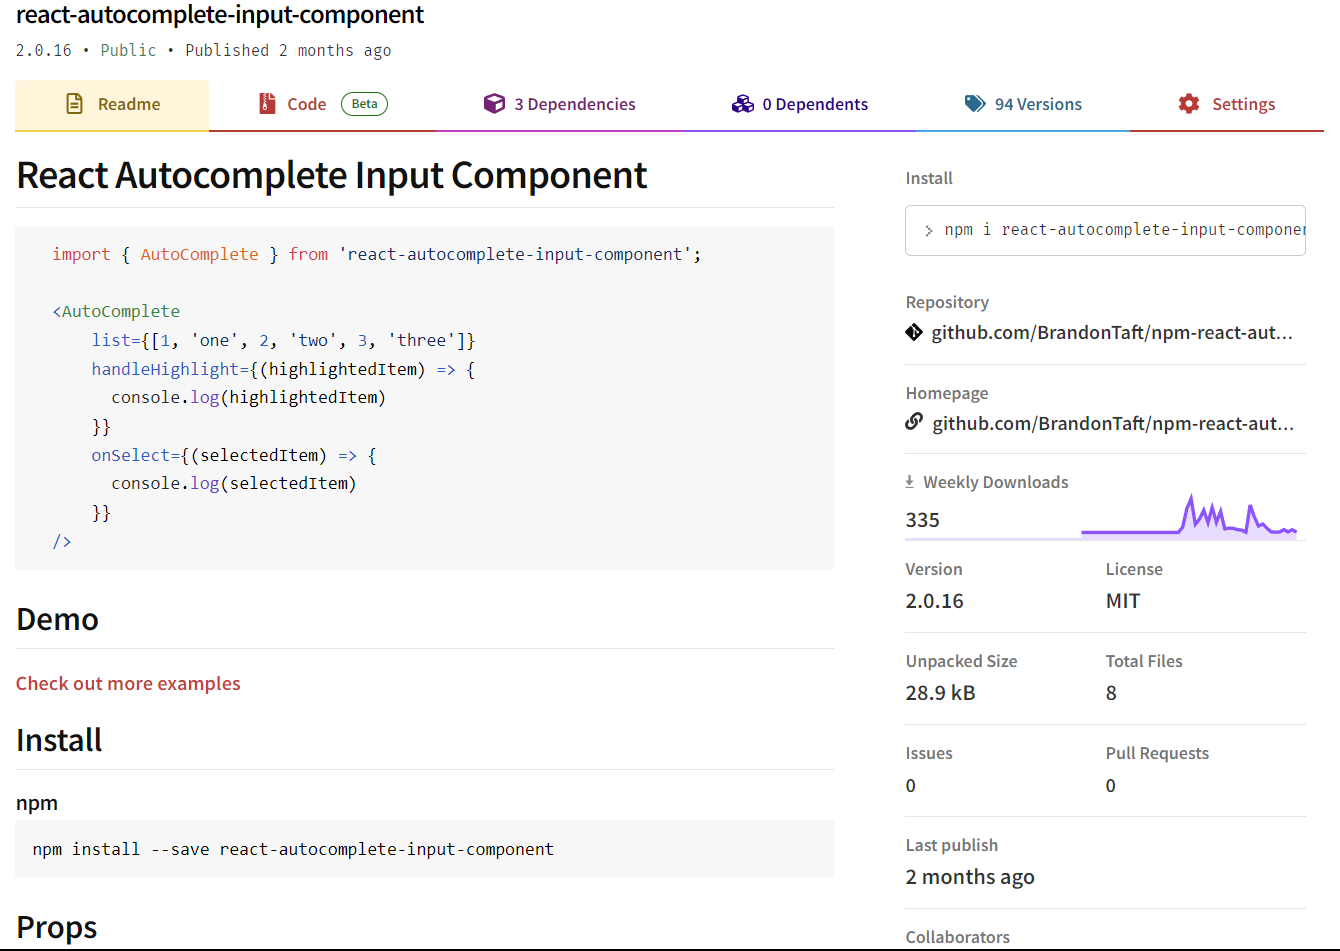 react-autocomplete-input-component
2.0.16 • Public • Published 2 months ago
Readme
Code Beta
3 Dependencies
0 Dependents
94 Versions
Settings
React Autocomplete Input Component
import { AutoComplete } from 'react-autocomplete-input-component';
<AutoComplete
list={[1, 'one', 2, 'two', 3, 'three']}
handleHighlight={(highlightedItem) => {
console.log(highlightedItem)
}}
onSelect={(selectedItem) => {
console.log(selectedItem)
}}
/>
Demo
Check out more examples
Install
npm
npm install --save react-autocomplete-input-component
Props
Install
> npm i react-autocomplete-input-componen
Repository
github.com/BrandonTaft/npm-react-aut...
Homepage
github.com/BrandonTaft/npm-react-aut...
Weekly Downloads
335
Version
2.0.16
License
MIT
Unpacked Size
28.9 kB
Total Files
8
Issues
0
Pull Requests
0
Last publish
2 months ago
Collaborators